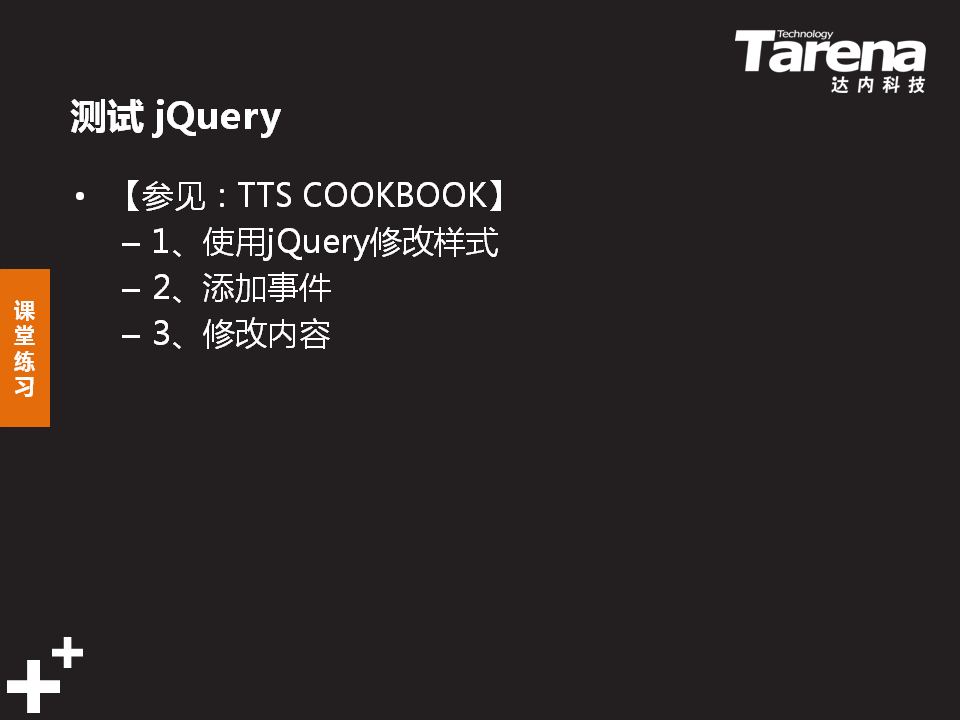 Technology
Tarena
达内科技
测试 jQuery
• 【参见：TTS COOKBOOK】
– 1、使用jQuery修改样式
– 2、添加事件
– 3、修改内容
课堂练习